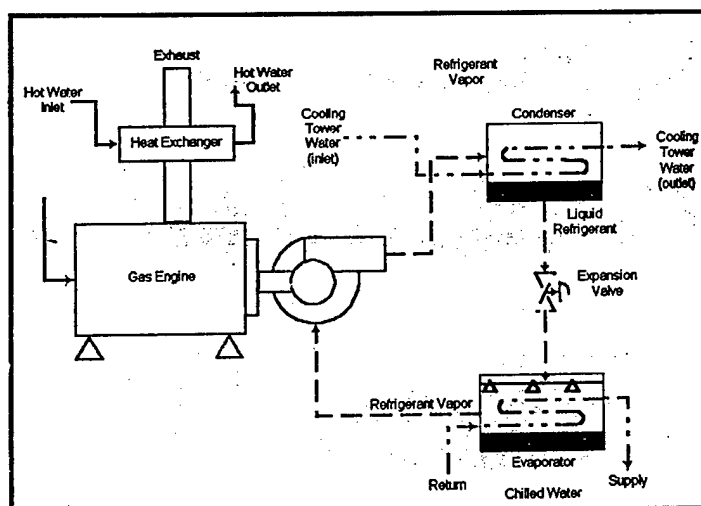 Exhaust
Hot Water
Inlet
Hot Water
Outlet
Heat Exchanger
Gas Engine
Refrigerant
Vapor
Cooling
Tower
Water
(inlet)
Condenser
Cooling
Tower
Water
(outlet)
Liquid
Refrigerant
Expansion
Valve
Refrigerant Vapor
Evaporator
Return
Chilled Water
Supply